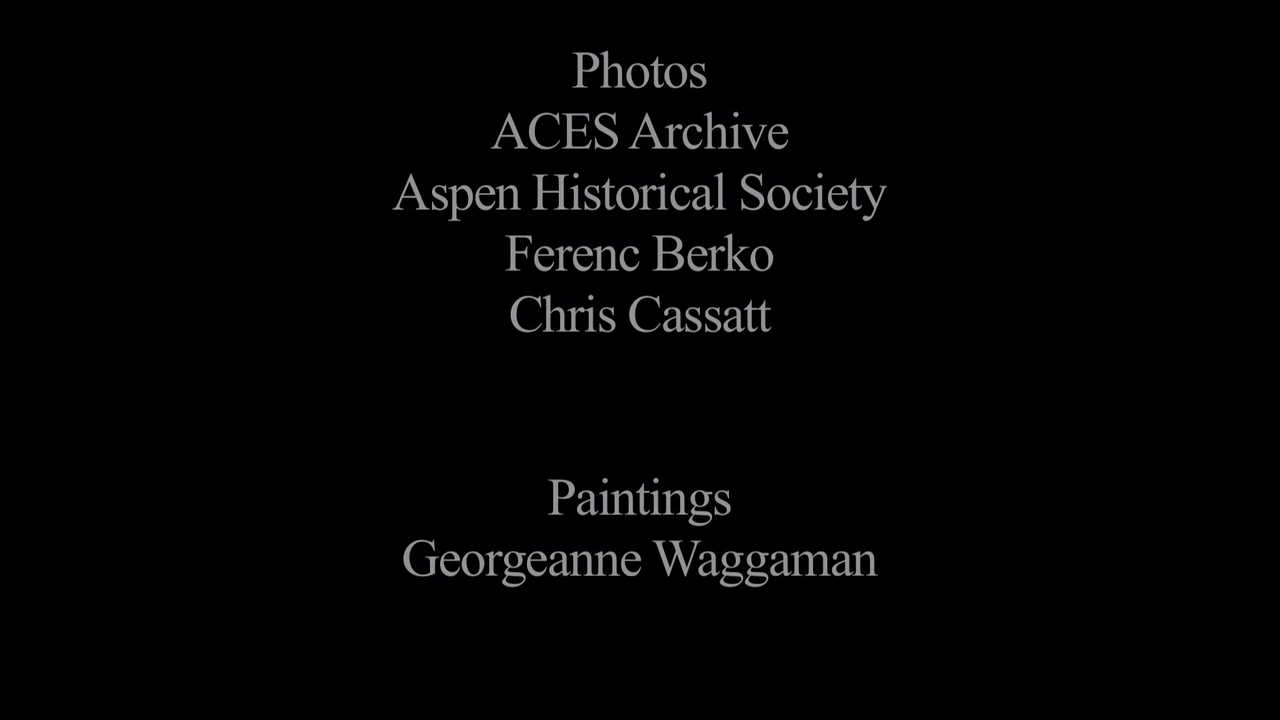 Photos
ACES Archive
Aspen Historical Society
Ferenc Berko
Chris Cassatt
Paintings
Georgeanne Waggaman